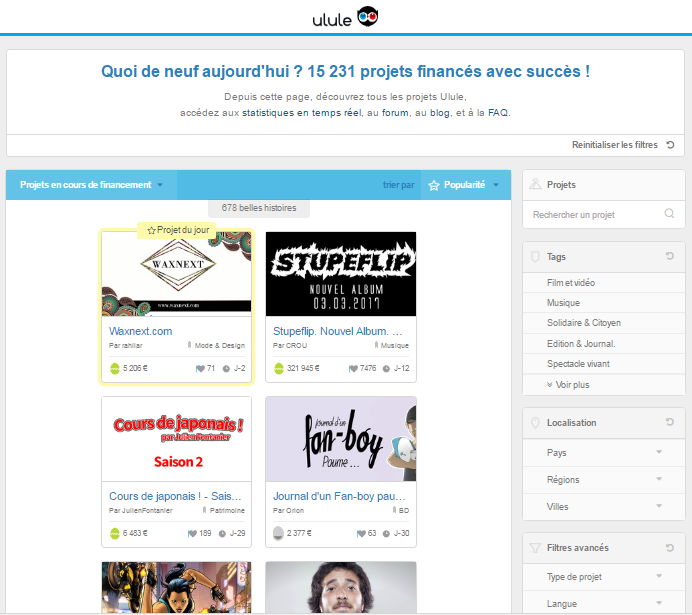 ulule
Quoi de neuf aujourd'hui ? 15 231 projets financés avec succès !
Depuis cette page, découvrez tous les projets Ulule,
accédez aux statistiques en temps réel, au forum, au blog, et à la FAQ.
Reinitialiser les filtres
Projets en cours de financement
trier par
Popularité
678 belles histoires
Projet du jour
WAXNEXT
www.waxnext.com
Waxnext.com
Par rahilar
Mode & Design
5 206 €
71
J-2
STUPEFLIP
NOUVEL ALBUM
03.03.2017
Stupeflip. Nouvel Album. ...
Par CROU
Musique
321 945 €
7476
J-12
Cours de japonais !
par JulienFontanier
Saison 2
Cours de japonais ! - Sais...
Par JulienFontanier
Patrimoine
6 483 €
189
J-29
journal d'un
fan-boy
Paumé ...
Journal d'un Fan-boy pau...
Par Orion
BD
2 377 €
63
J-30
Projets
Rechercher un projet
Tags
Film et vidéo
Musique
Solidaire & Citoyen
Edition & Journal.
Spectacle vivant
Voir plus
Localisation
Pays
Régions
Villes
Filtres avancés
Type de projet
Langue